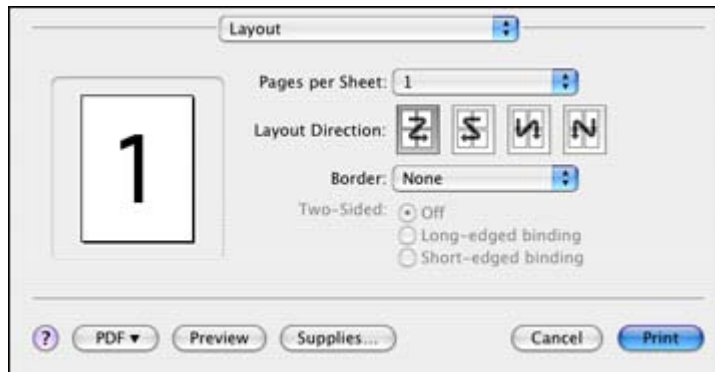 Layout
Pages per Sheet: 1
1
Layout Direction:
Border: None
Two-Sided: Off
Long-edged binding
Short-edged binding
? PDF ▼ Preview Supplies... Cancel Print